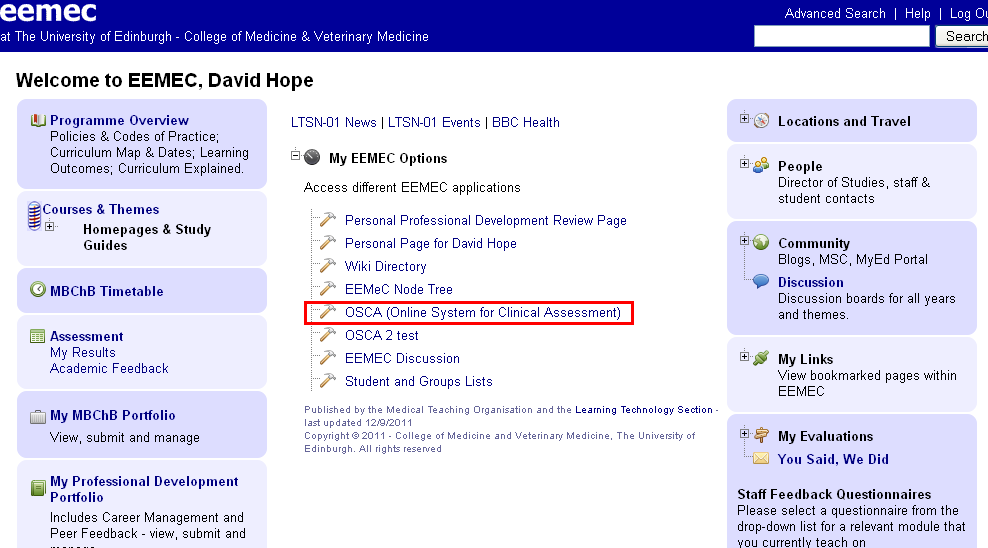 eemec
Advanced Search | Help | Log
at The University of Edinburgh - College of Medicine & Veterinary Medicine
Search
Welcome to EEMEC, David Hope
Programme Overview
Policies & Codes of Practice;
Curriculum Map & Dates; Learning
Outcomes; Curriculum Explained.
Courses & Themes
Homepages & Study
Guides
MBChB Timetable
Assessment
My Results
Academic Feedback
My MBChB Portfolio
View, submit and manage
My Professional Development
Portfolio
Includes Career Management and
Peer Feedback - view, submit and
LTSN-01 News | LTSN-01 Events | BBC Health
My EEMEC Options
Access different EEMEC applications
Personal Professional Development Review Page
Personal Page for David Hope
Wiki Directory
EEMeC Node Tree
OSCA (Online System for Clinical Assessment)
OSCA 2 test
EEMEC Discussion
Student and Groups Lists
Published by the Medical Teaching Organisation and the Learning Technology Section -
last updated 12/9/2011
Copyright © 2011 - College of Medicine and Veterinary Medicine, The University of
Edinburgh. All rights reserved
Locations and Travel
People
Director of Studies, staff &
student contacts
Community
Blogs, MSC, MyEd Portal
Discussion
Discussion boards for all years
and themes.
My Links
View bookmarked pages within
EEMEC
My Evaluations
You Said, We Did
Staff Feedback Questionnaires
Please select a questionnaire from the
drop-down list for a relevant module that
you currently teach on